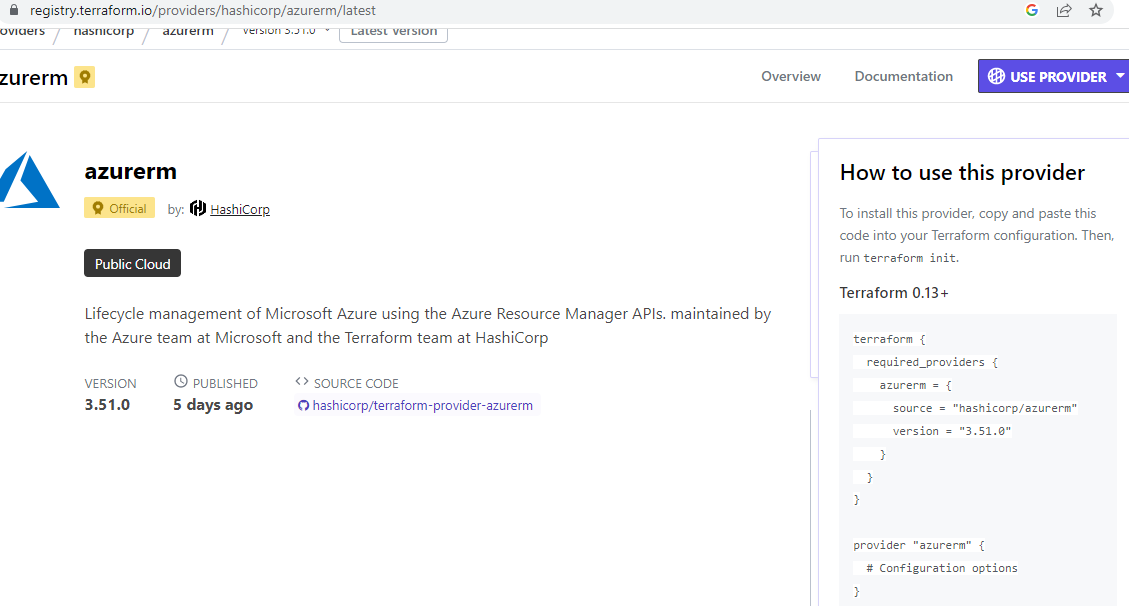 registry.terraform.io/providers/hashicorp/azurerm/latest
oviders / hashicorp / azurerm / Version 3.51.0 Latest Version
zurerm
Overview Documentation USE PROVIDER
azurerm
Official by: HashiCorp
Public Cloud
Lifecycle management of Microsoft Azure using the Azure Resource Manager APIs. maintained by
the Azure team at Microsoft and the Terraform team at HashiCorp
VERSION PUBLISHED <> SOURCE CODE
3.51.0 5 days ago hashicorp/terraform-provider-azurerm
How to use this provider
To install this provider, copy and paste this
code into your Terraform configuration. Then,
run terraform init.
Terraform 0.13+
terraform {
  required_providers {
    azurerm = {
      source = "hashicorp/azurerm"
      version = "3.51.0"
    }
  }
}
provider "azurerm" {
  # Configuration options
}